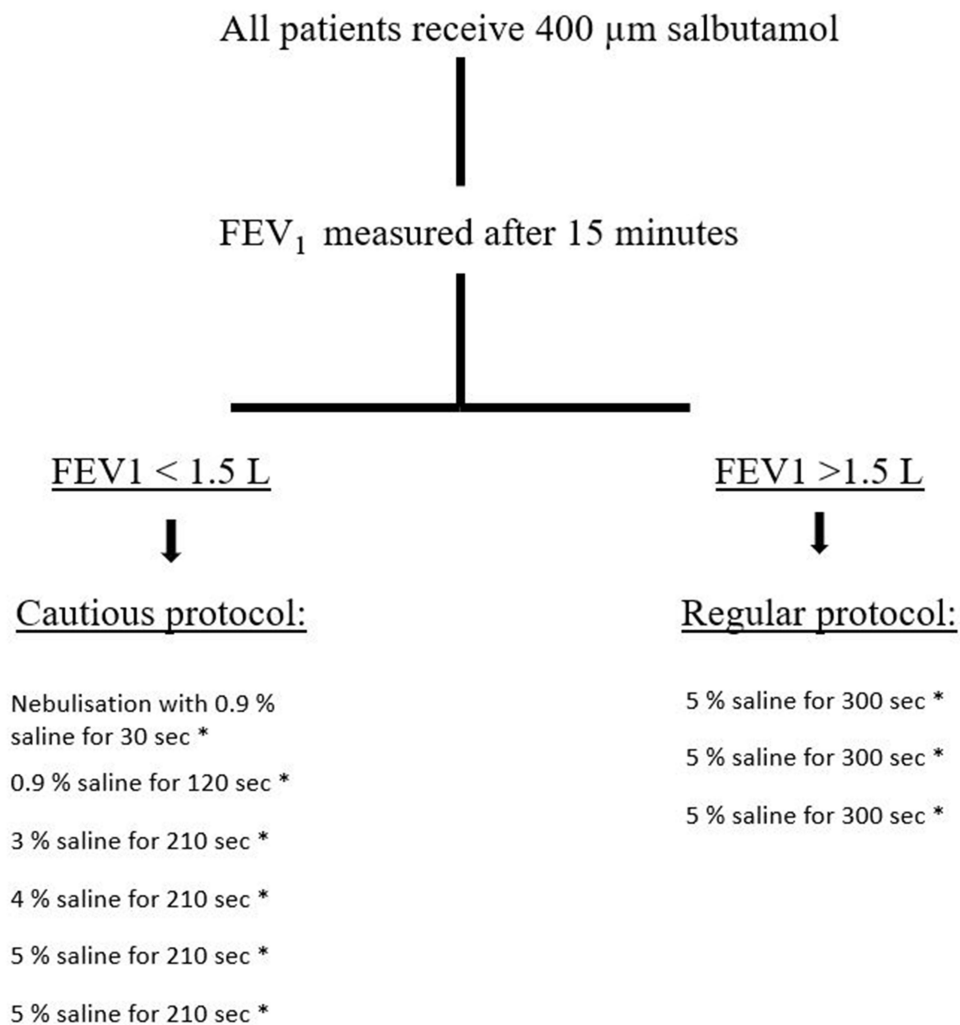 All patients receive 400 µm salbutamol
FEV₁ measured after 15 minutes
FEV1 < 1.5 L
FEV1 >1.5 L
Cautious protocol:
Regular protocol:
Nebulisation with 0.9 %
saline for 30 sec *
0.9 % saline for 120 sec *
3 % saline for 210 sec *
4 % saline for 210 sec *
5 % saline for 210 sec *
5 % saline for 210 sec *
5 % saline for 300 sec *
5 % saline for 300 sec *
5 % saline for 300 sec *